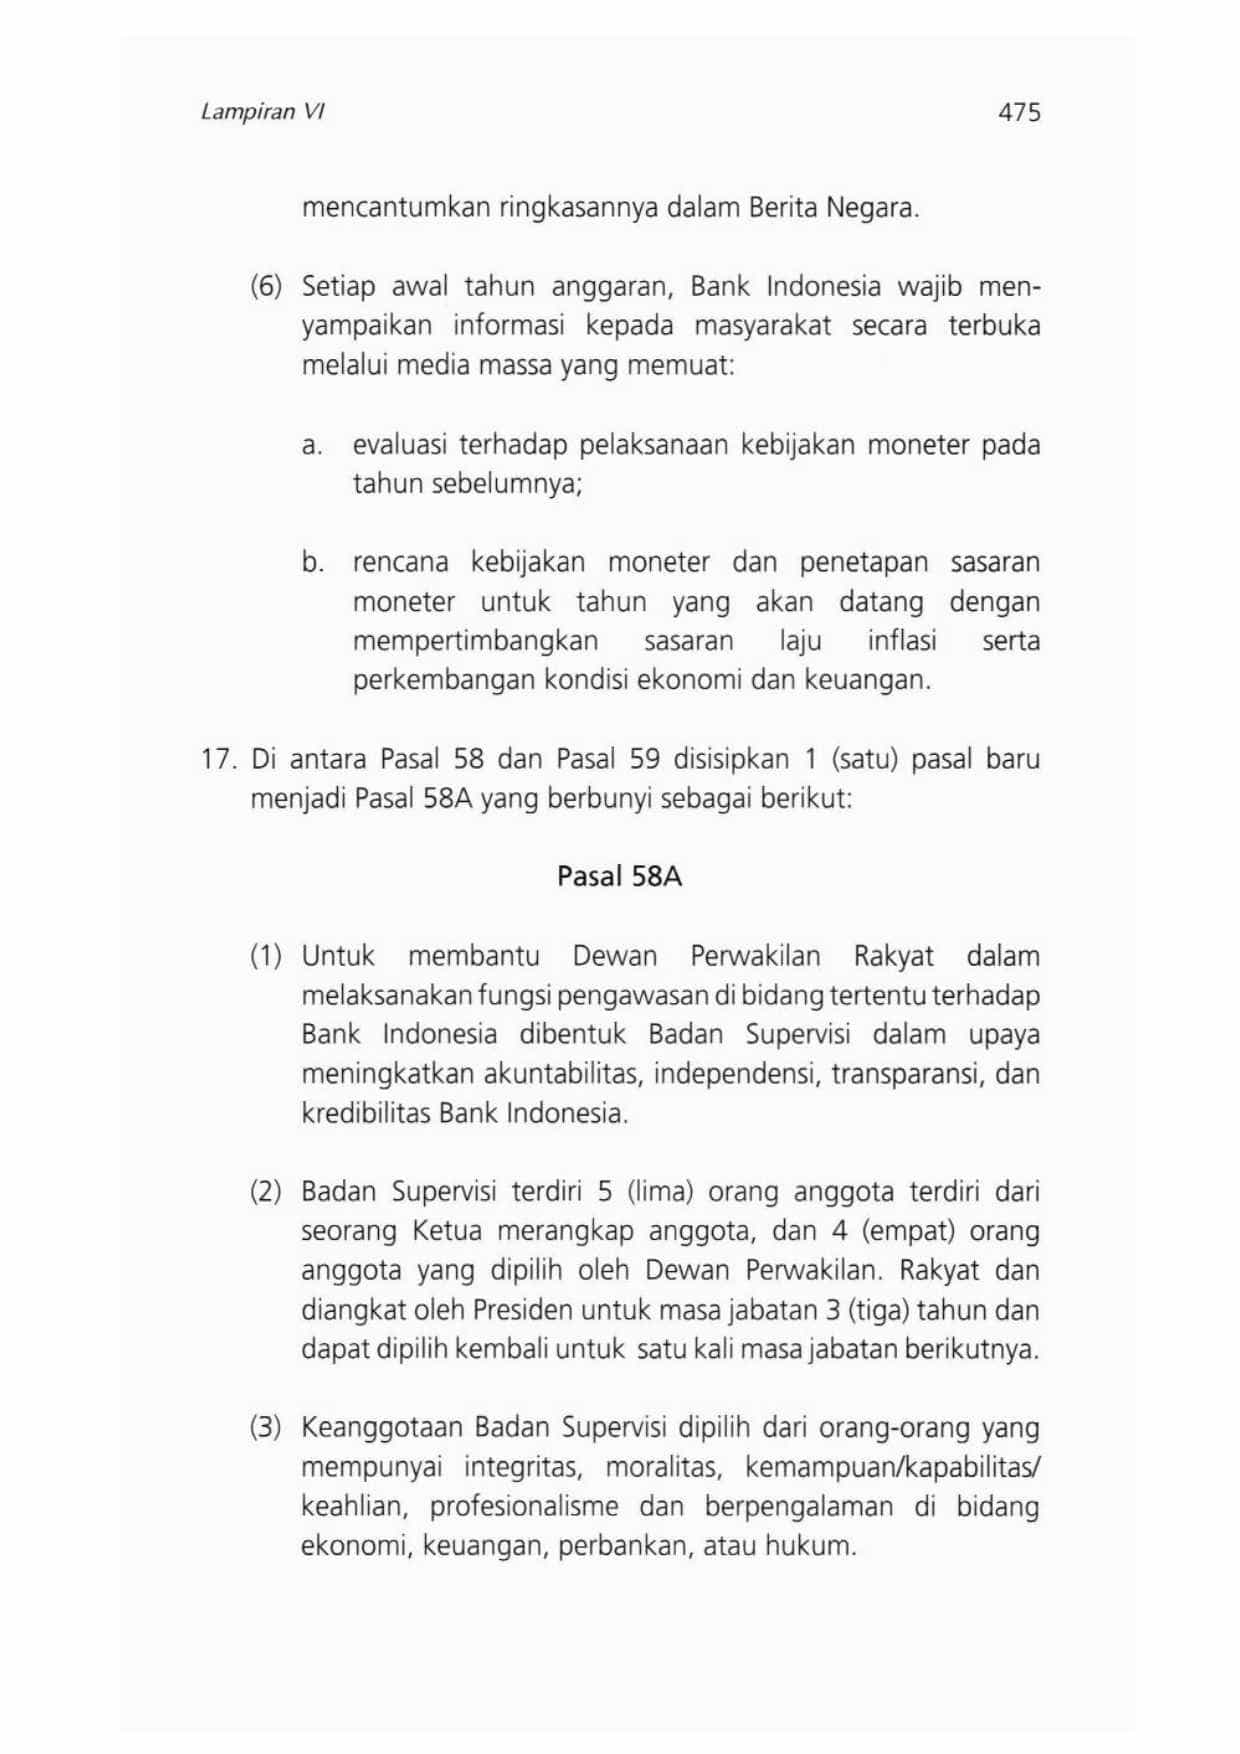 Lampiran VI 475
mencantumkan ringkasannya dalam Berita Negara.
(6) Setiap awal tahun anggaran, Bank Indonesia wajib men-
yampaikan informasi kepada masyarakat secara terbuka
melalui media massa yang memuat:
a. evaluasi terhadap pelaksanaan kebijakan moneter pada
tahun sebelumnya;
b. rencana kebijakan moneter dan penetapan sasaran
moneter untuk tahun yang akan datang dengan
mempertimbangkan sasaran laju inflasi serta
perkembangan kondisi ekonomi dan keuangan.
17. Di antara Pasal 58 dan Pasal 59 disisipkan 1 (satu) pasal baru
menjadi Pasal 58A yang berbunyi sebagai berikut:
Pasal 58A
(1) Untuk membantu Dewan Perwakilan Rakyat dalam
melaksanakan fungsi pengawasan di bidang tertentu terhadap
Bank Indonesia dibentuk Badan Supervisi dalam upaya
meningkatkan akuntabilitas, independensi, transparansi, dan
kredibilitas Bank Indonesia.
(2) Badan Supervisi terdiri 5 (lima) orang anggota terdiri dari
seorang Ketua merangkap anggota, dan 4 (empat) orang
anggota yang dipilih oleh Dewan Perwakilan. Rakyat dan
diangkat oleh Presiden untuk masa jabatan 3 (tiga) tahun dan
dapat dipilih kembali untuk satu kali masa jabatan berikutnya.
(3) Keanggotaan Badan Supervisi dipilih dari orang-orang yang
mempunyai integritas, moralitas, kemampuan/kapabilitas/
keahlian, profesionalisme dan berpengalaman di bidang
ekonomi, keuangan, perbankan, atau hukum.